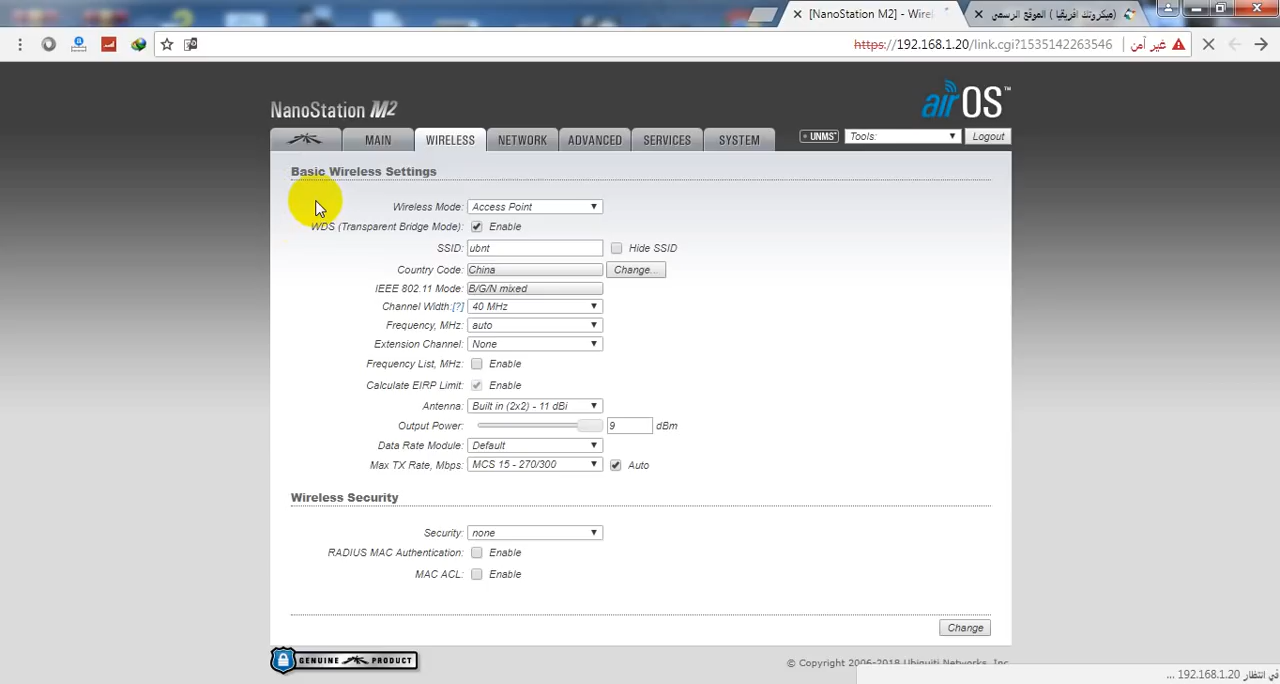 [NanoStation M2] - Wirel
(ميكروتك افريقيا ) الموقع الرسمي
https://192.168.1.20/link.cgi?1535142263546
غير آمن
NanoStation M2
airOS™
MAIN
WIRELESS
NETWORK
ADVANCED
SERVICES
SYSTEM
UNMS™
Tools:
Logout
Basic Wireless Settings
Wireless Mode: Access Point
WDS (Transparent Bridge Mode): Enable
SSID: ubnt Hide SSID
Country Code: China Change...
IEEE 802.11 Mode: B/G/N mixed
Channel Width:[?] 40 MHz
Frequency, MHz: auto
Extension Channel: None
Frequency List, MHz: Enable
Calculate EIRP Limit: Enable
Antenna: Built in (2x2) - 11 dBi
Output Power: 9 dBm
Data Rate Module: Default
Max TX Rate, Mbps: MCS 15 - 270/300 Auto
Wireless Security
Security: none
RADIUS MAC Authentication: Enable
MAC ACL: Enable
Change
GENUINE PRODUCT
© Copyright 2006-2018 Ubiquiti Networks, Inc.
في انتظار 192.168.1.20 ...